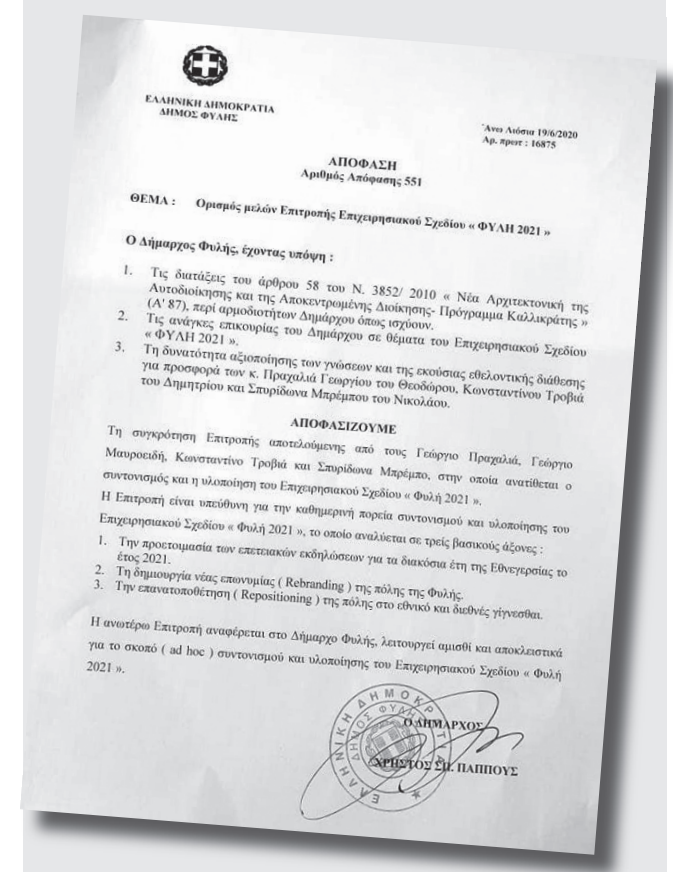 ΕΛΛΗΝΙΚΗ ΔΗΜΟΚΡΑΤΙΑ
ΔΗΜΟΣ ΦΥΛΗΣ
Άνω Λιόσια 19/6/2020
Αρ. πρωτ : 16875
ΑΠΟΦΑΣΗ
Αριθμός Απόφασης 551
ΘΕΜΑ : Ορισμός μελών Επιτροπής Επιχειρησιακού Σχεδίου « ΦΥΛΗ 2021 »
Ο Δήμαρχος Φυλής, έχοντας υπόψη :
1. Τις διατάξεις του άρθρου 58 του Ν. 3852/ 2010 « Νέα Αρχιτεκτονική της
Αυτοδιοίκησης και της Αποκεντρωμένης Διοίκησης- Πρόγραμμα Καλλικράτης »
(Α' 87), περί αρμοδιοτήτων Δημάρχου όπως ισχύουν.
2. Τις ανάγκες επικουρίας του Δημάρχου σε θέματα του Επιχειρησιακού Σχεδίου
« ΦΥΛΗ 2021 ».
3. Τη δυνατότητα αξιοποίησης των γνώσεων και της εκούσιας εθελοντικής διάθεσης
για προσφορά των κ. Πραχαλιά Γεωργίου του Θεοδώρου, Κωνσταντίνου Τροβιά
του Δημητρίου και Σπυρίδωνα Μπρέμπου του Νικολάου.
ΑΠΟΦΑΣΙΖΟΥΜΕ
Τη συγκρότηση Επιτροπής αποτελούμενης από τους Γεώργιο Πραχαλιά, Γεώργιο
Μαυροειδή, Κωνσταντίνο Τροβιά και Σπυρίδωνα Μπρέμπο, στην οποία ανατίθεται ο
συντονισμός και η υλοποίηση του Επιχειρησιακού Σχεδίου « Φυλή 2021 ».
Η Επιτροπή είναι υπεύθυνη για την καθημερινή πορεία συντονισμού και υλοποίησης του
Επιχειρησιακού Σχεδίου « Φυλή 2021 », το οποίο αναλύεται σε τρείς βασικούς άξονες :
1. Την προετοιμασία των επετειακών εκδηλώσεων για τα διακόσια έτη της Εθνεγερσίας το
έτος 2021.
2. Τη δημιουργία νέας επωνυμίας ( Rebranding ) της πόλης της Φυλής.
3. Την επανατοποθέτηση ( Repositioning ) της πόλης στο εθνικό και διεθνές γίγνεσθαι.
Η ανωτέρω Επιτροπή αναφέρεται στο Δήμαρχο Φυλής, λειτουργεί αμισθί και αποκλειστικά
για το σκοπό ( ad hoc ) συντονισμού και υλοποίησης του Επιχειρησιακού Σχεδίου « Φυλή
2021 ».
ΕΛΛΗΝΙΚΗ ΔΗΜΟΚΡΑΤΙΑ
ΔΗΜΟΣ ΦΥΛΗΣ
Ο ΔΗΜΑΡΧΟΣ
ΧΡΗΣΤΟΣ ΣΠ. ΠΑΠΠΟΥΣ